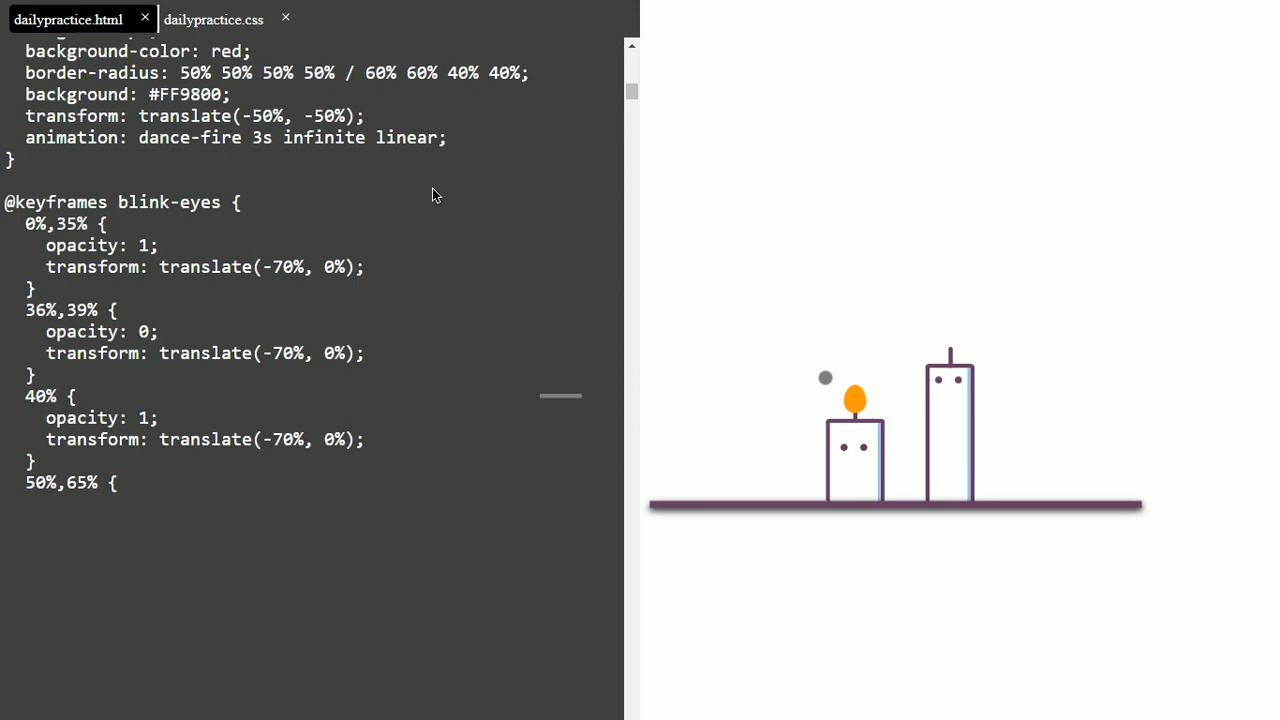 dailypractice.html × dailypractice.css ×
background-color: red;
border-radius: 50% 50% 50% 50% / 60% 60% 40% 40%;
background: #FF9800;
transform: translate(-50%, -50%);
animation: dance-fire 3s infinite linear;
}
@keyframes blink-eyes {
0%,35% {
opacity: 1;
transform: translate(-70%, 0%);
}
36%,39% {
opacity: 0;
transform: translate(-70%, 0%);
}
40% {
opacity: 1;
transform: translate(-70%, 0%);
}
50%,65% {